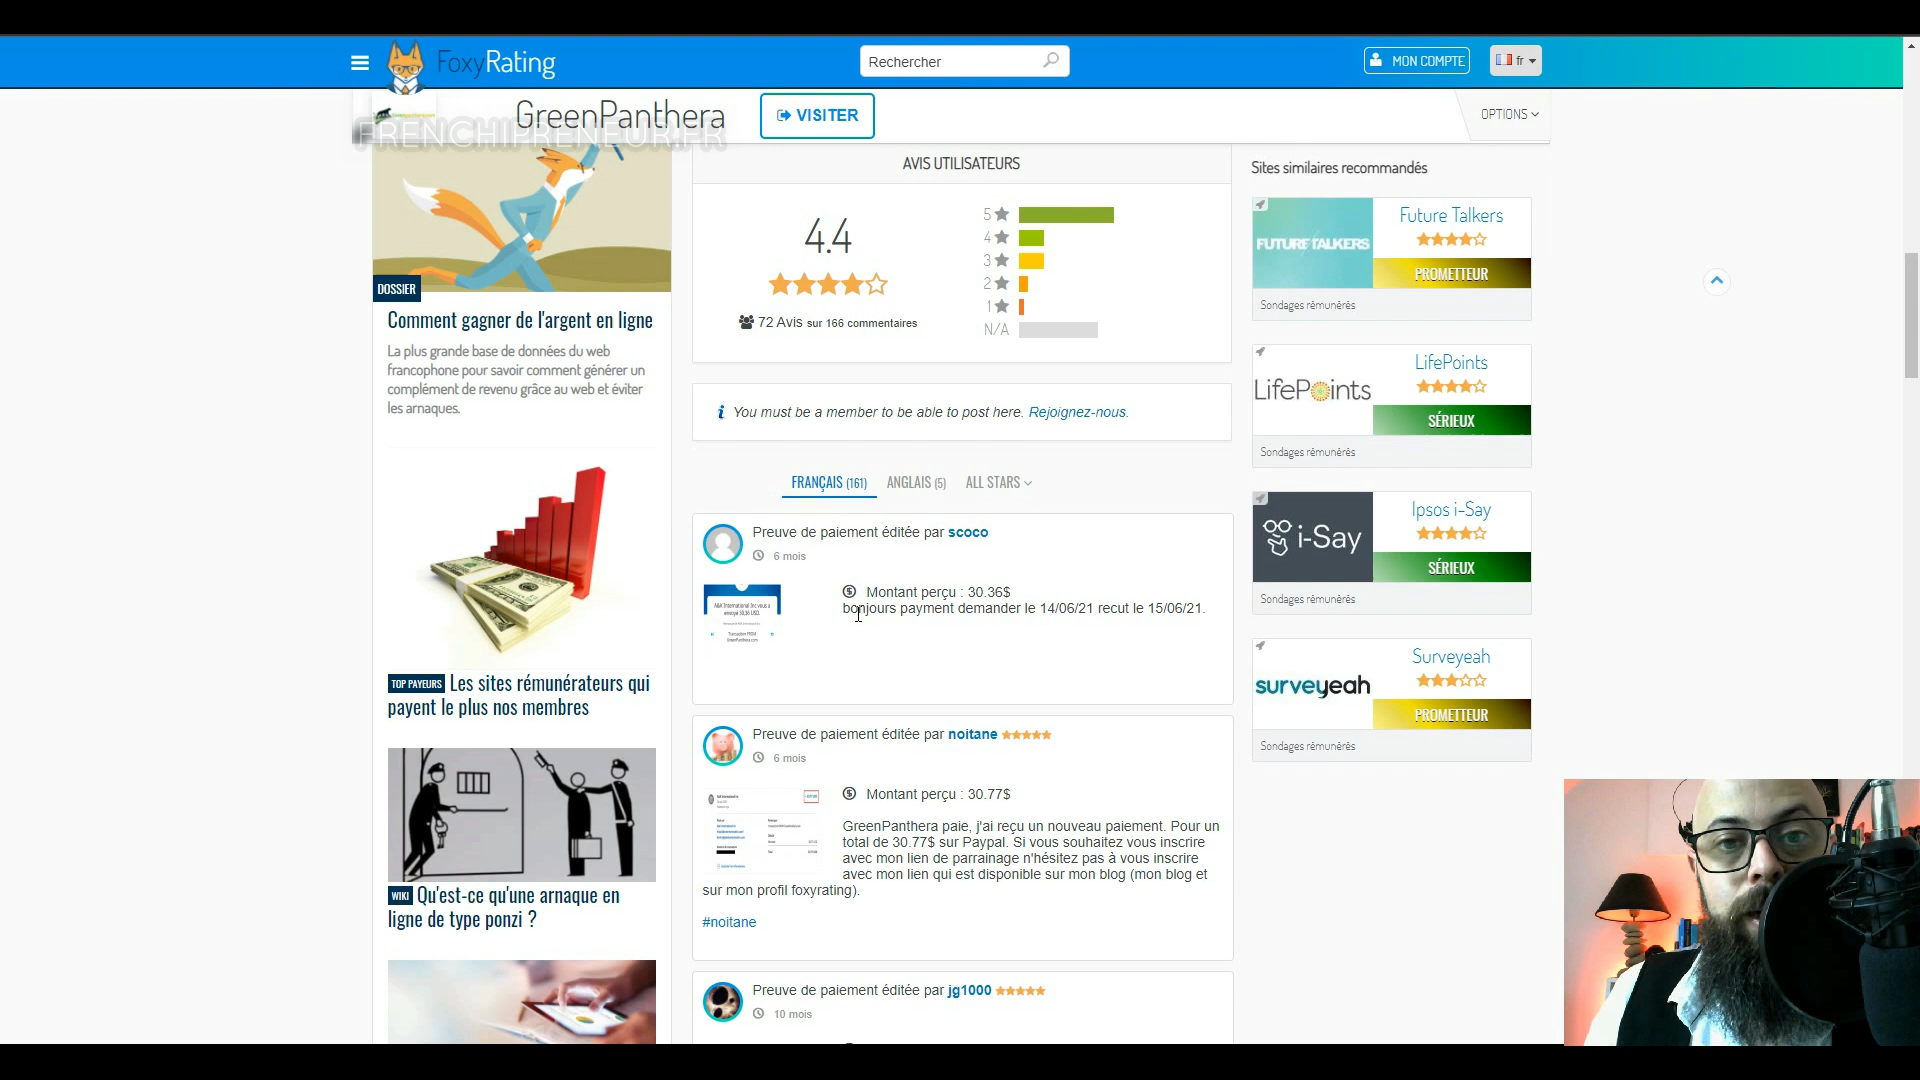 FoxyRating
Rechercher
MON COMPTE
fr
GreenPanthera
VISITER
OPTIONS
FRENCHIPRENEUR.FR
DOSSIER
Comment gagner de l'argent en ligne
La plus grande base de données du web
francophone pour savoir comment générer un
complément de revenu grâce au web et éviter
les arnaques.
TOP PAYEURS Les sites rémunérateurs qui
payent le plus nos membres
WIKI Qu'est-ce qu'une arnaque en
ligne de type ponzi ?
AVIS UTILISATEURS
4.4
72 Avis sur 166 commentaires
5
4
3
2
1
N/A
You must be a member to be able to post here. Rejoignez-nous.
FRANÇAIS (161) ANGLAIS (5) ALL STARS
Preuve de paiement éditée par scoco
6 mois
A&K International Inc vous a
envoyé 30,36 USD.
Montant perçu : 30.36$
bonjours payment demander le 14/06/21 recut le 15/06/21.
Preuve de paiement éditée par noitane
6 mois
Montant perçu : 30.77$
GreenPanthera paie, j'ai reçu un nouveau paiement. Pour un
total de 30.77$ sur Paypal. Si vous souhaitez vous inscrire
avec mon lien de parrainage n'hésitez pas à vous inscrire
avec mon lien qui est disponible sur mon blog (mon blog et
sur mon profil foxyrating).
#noitane
Preuve de paiement éditée par jg1000
10 mois
Sites similaires recommandés
FUTURE TALKERS
Future Talkers
PROMETTEUR
Sondages rémunérés
LifePoints
LifePoints
SÉRIEUX
Sondages rémunérés
i-Say
Ipsos i-Say
SÉRIEUX
Sondages rémunérés
surveyeah
Surveyeah
PROMETTEUR
Sondages rémunérés